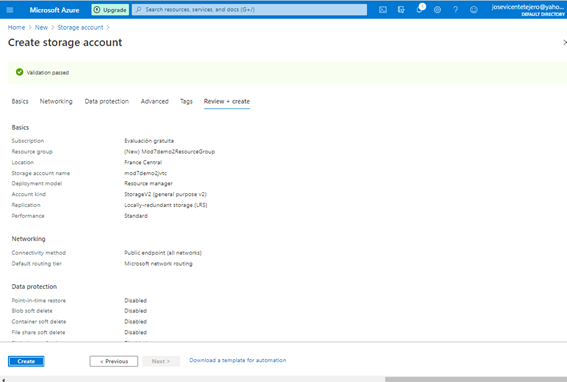 Microsoft Azure
Upgrade
Search resources, services, and docs (G+/)
1
josevicentetejero@yaho...
DEFAULT DIRECTORY
Home > New > Storage account >
Create storage account
Validation passed
Basics Networking Data protection Advanced Tags Review + create
Basics
Subscription Evaluación gratuita
Resource group (New) Mod7demo2ResourceGroup
Location France Central
Storage account name mod7demo2jvtc
Deployment model Resource manager
Account kind StorageV2 (general purpose v2)
Replication Locally-redundant storage (LRS)
Performance Standard
Networking
Connectivity method Public endpoint (all networks)
Default routing tier Microsoft network routing
Data protection
Point-in-time restore Disabled
Blob soft delete Disabled
Container soft delete Disabled
File share soft delete Disabled
Create < Previous Next > Download a template for automation